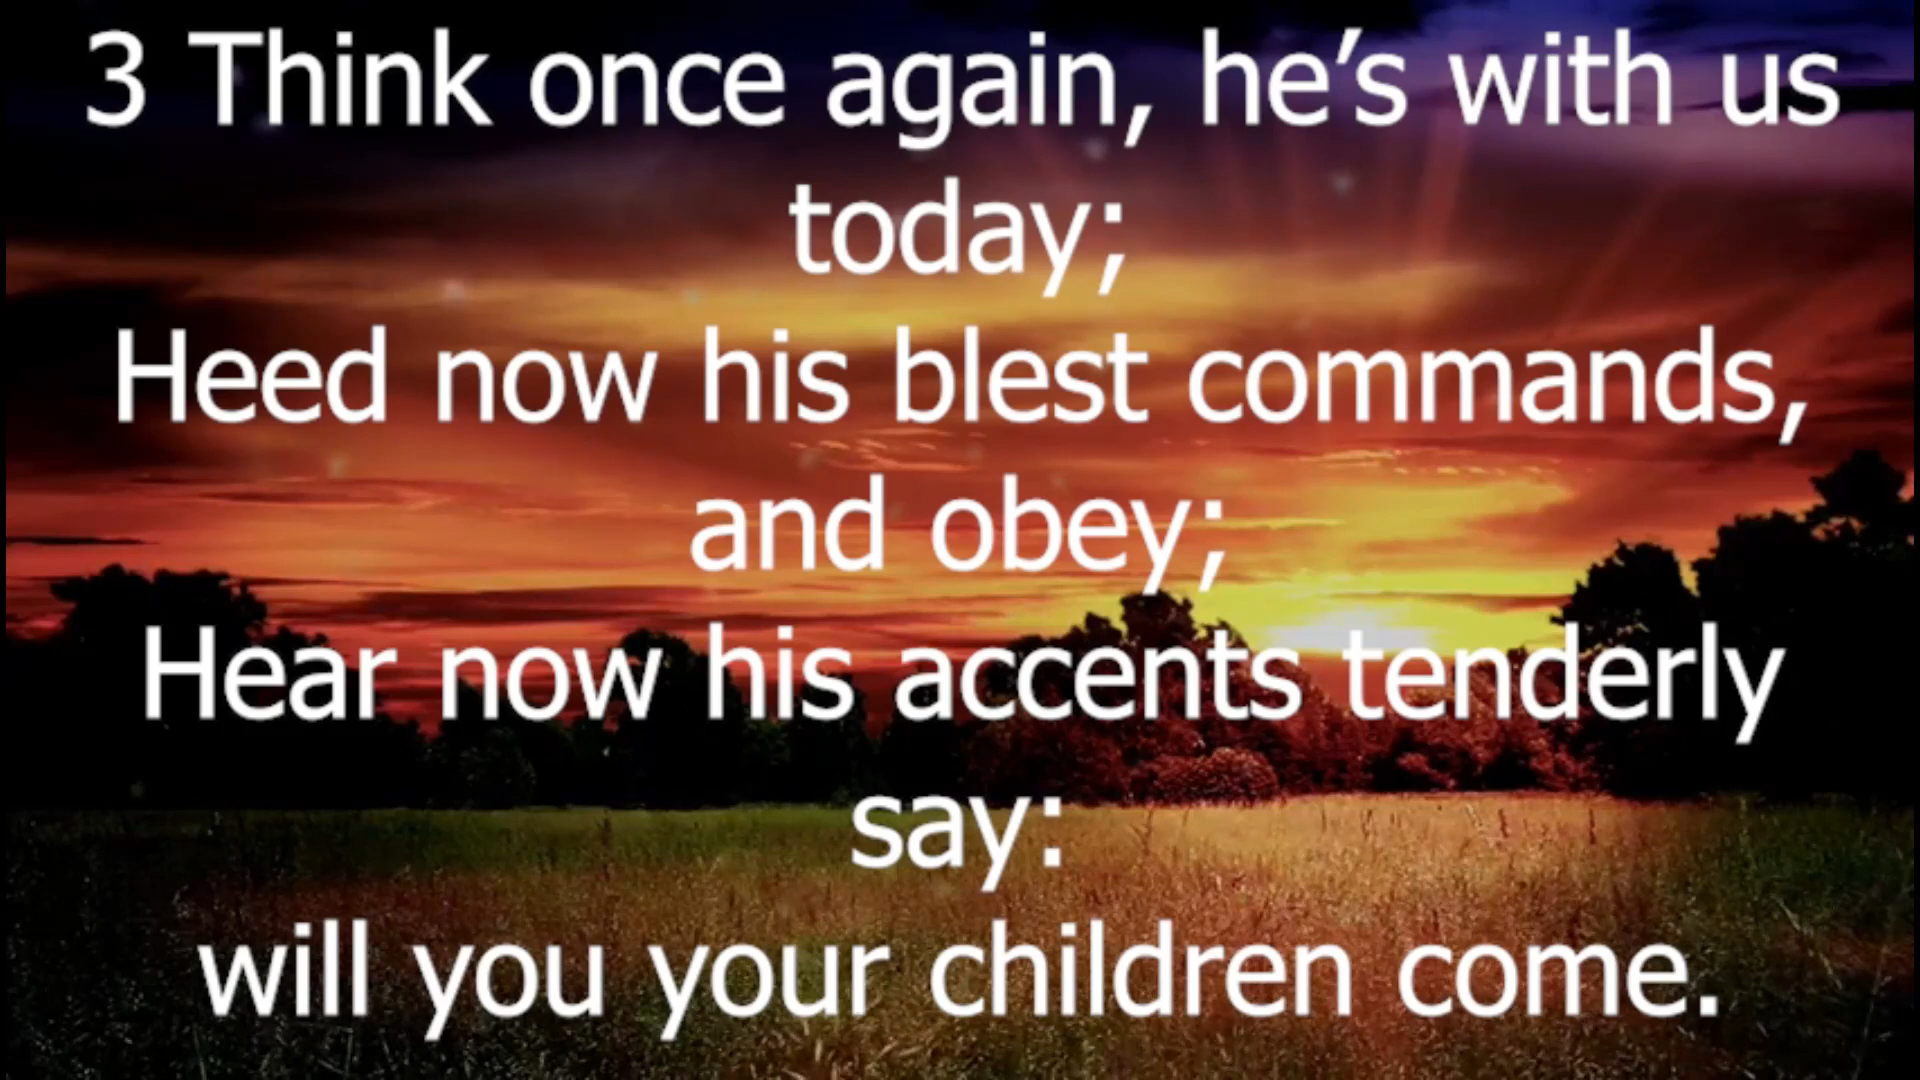 3 Think once again, he’s with us
today;
Heed now his blest commands,
and obey;
Hear now his accents tenderly
say:
will you your children come.